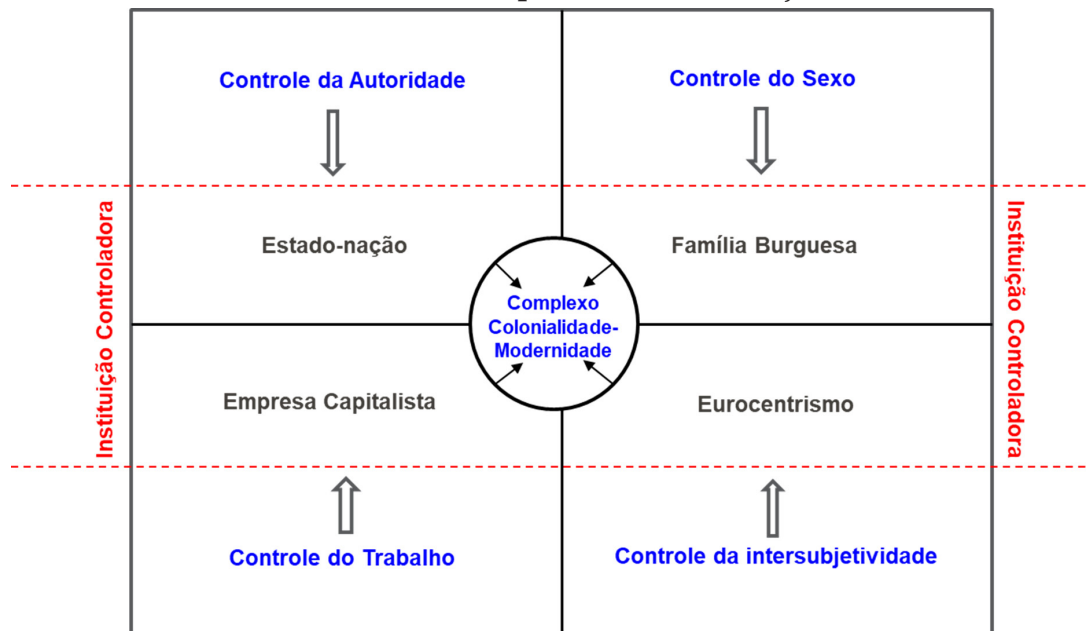 Controle da Autoridade
Controle do Sexo
Instituição Controladora
Estado-nação
Família Burguesa
Instituição Controladora
Complexo
Colonialidade-
Modernidade
Empresa Capitalista
Eurocentrismo
Controle do Trabalho
Controle da intersubjetividade